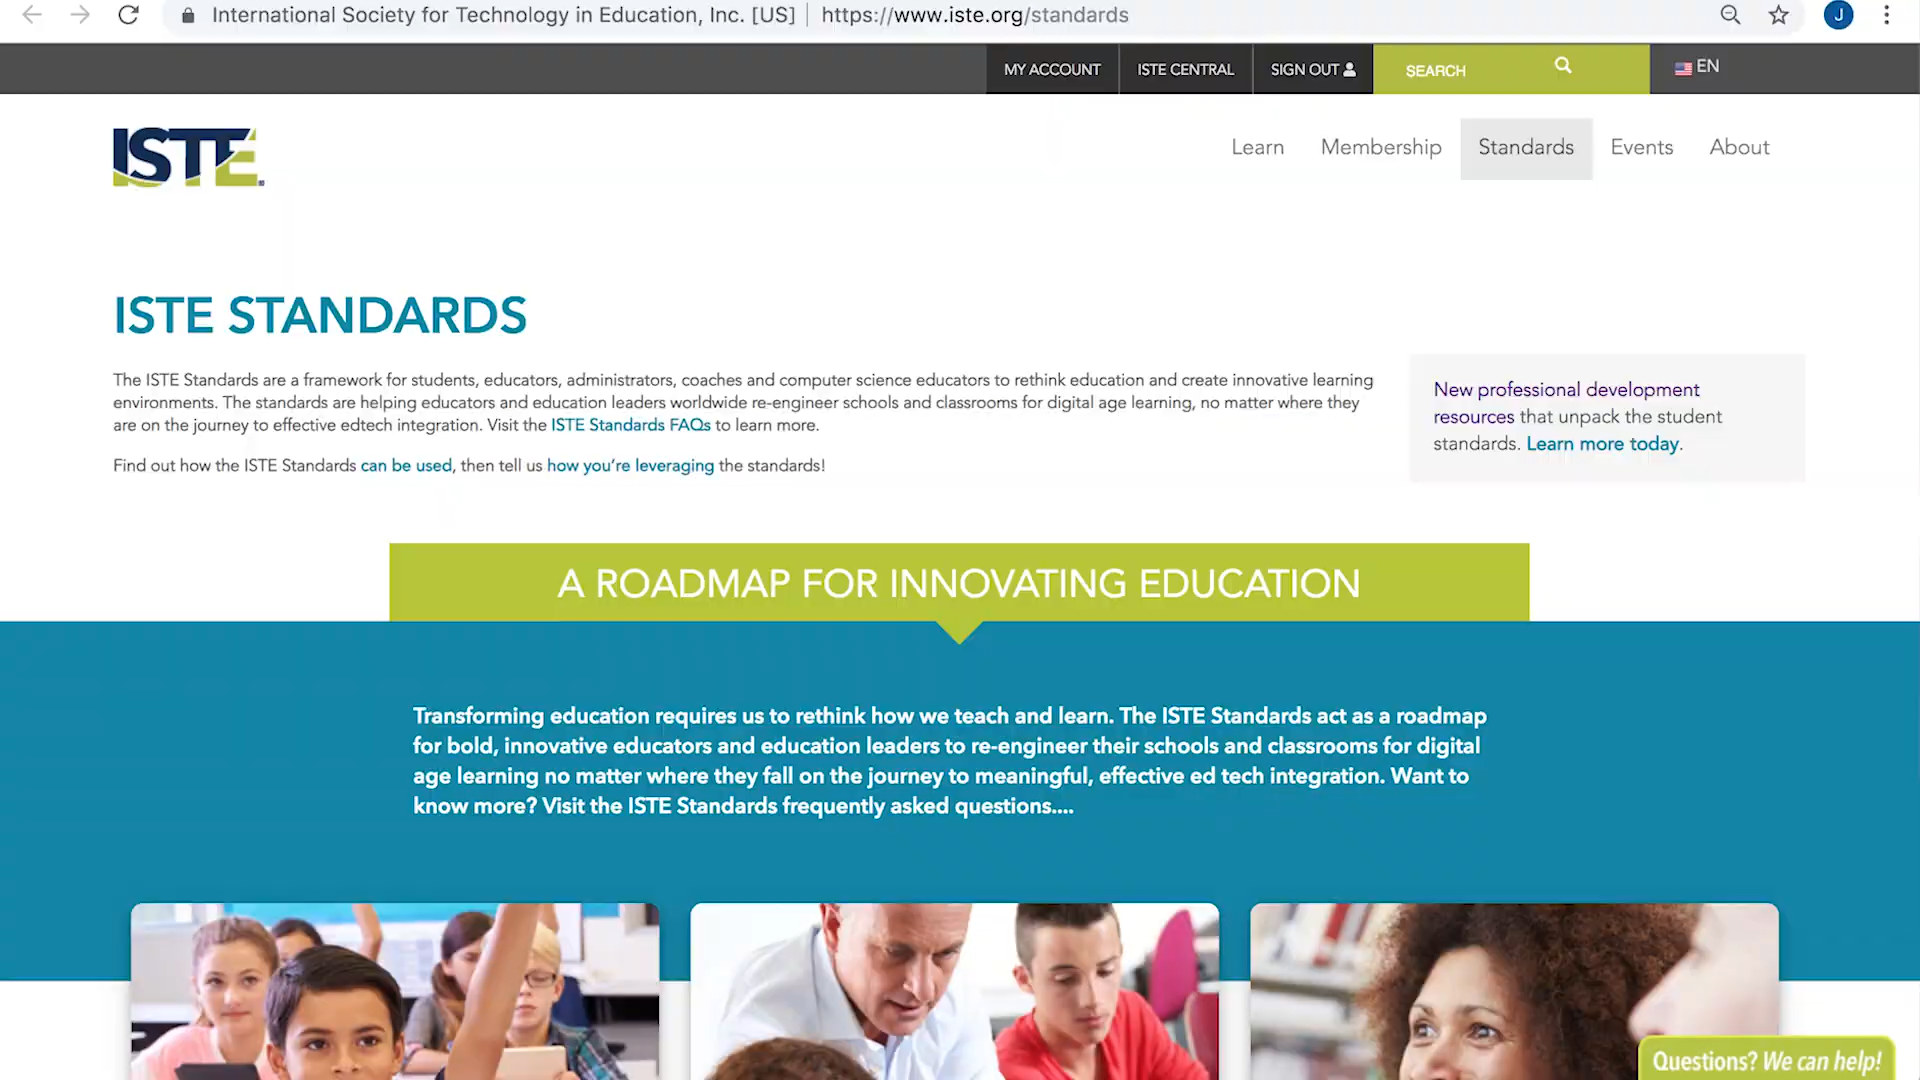 International Society for Technology in Education, Inc. [US] | https://www.iste.org/standards
J
MY ACCOUNT
ISTE CENTRAL
SIGN OUT
SEARCH
EN
ISTE
Learn
Membership
Standards
Events
About
ISTE STANDARDS
The ISTE Standards are a framework for students, educators, administrators, coaches and computer science educators to rethink education and create innovative learning
environments. The standards are helping educators and education leaders worldwide re-engineer schools and classrooms for digital age learning, no matter where they
are on the journey to effective edtech integration. Visit the ISTE Standards FAQs to learn more.
Find out how the ISTE Standards can be used, then tell us how you're leveraging the standards!
New professional development
resources that unpack the student
standards. Learn more today.
A ROADMAP FOR INNOVATING EDUCATION
Transforming education requires us to rethink how we teach and learn. The ISTE Standards act as a roadmap
for bold, innovative educators and education leaders to re-engineer their schools and classrooms for digital
age learning no matter where they fall on the journey to meaningful, effective ed tech integration. Want to
know more? Visit the ISTE Standards frequently asked questions....
Questions? We can help!